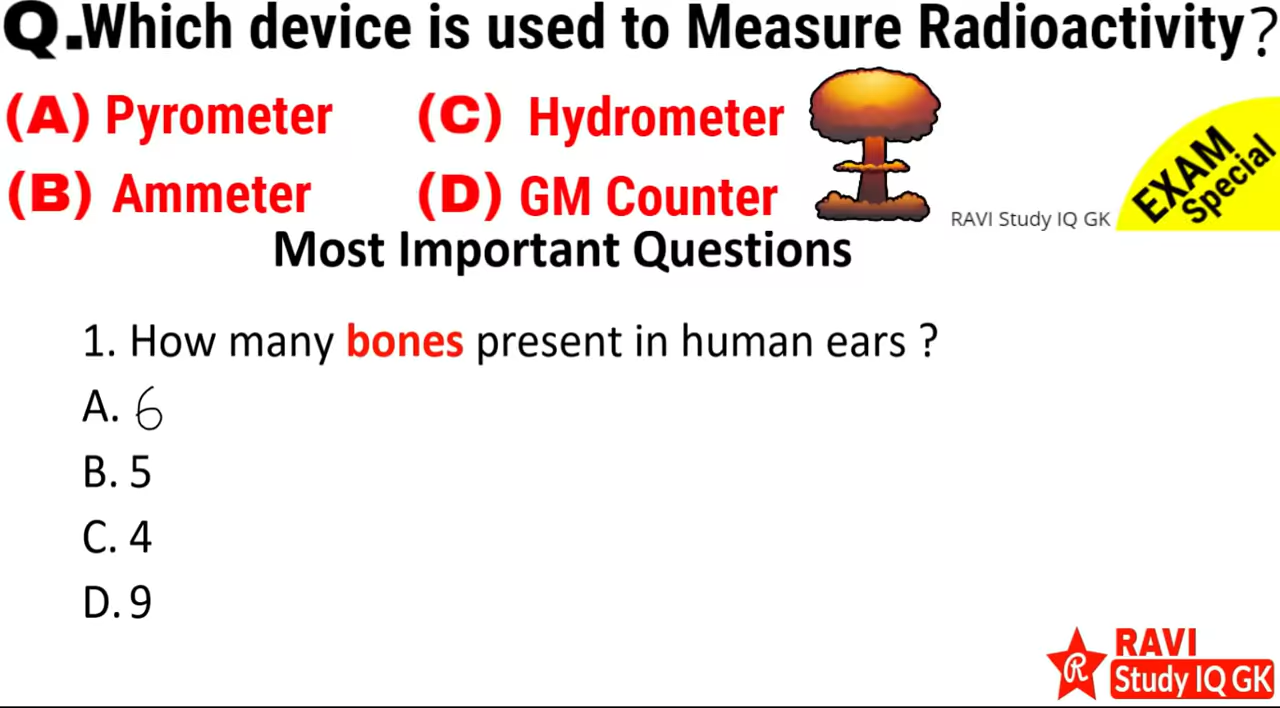 Q.Which device is used to Measure Radioactivity?
(A) Pyrometer (C) Hydrometer
(B) Ammeter (D) GM Counter
RAVI Study IQ GK
EXAM
Special
Most Important Questions
1. How many bones present in human ears ?
A. 6
B. 5
C. 4
D. 9
R
RAVI
Study IQ GK